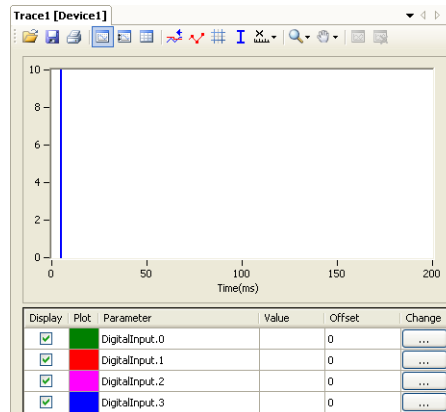 Trace1 [Device1]
10
8
6
4
2
0
0 50 100 150 200
Time(ms)
Display Plot Parameter Value Offset Change
DigitalInput.0 0 ...
DigitalInput.1 0 ...
DigitalInput.2 0 ...
DigitalInput.3 0 ...